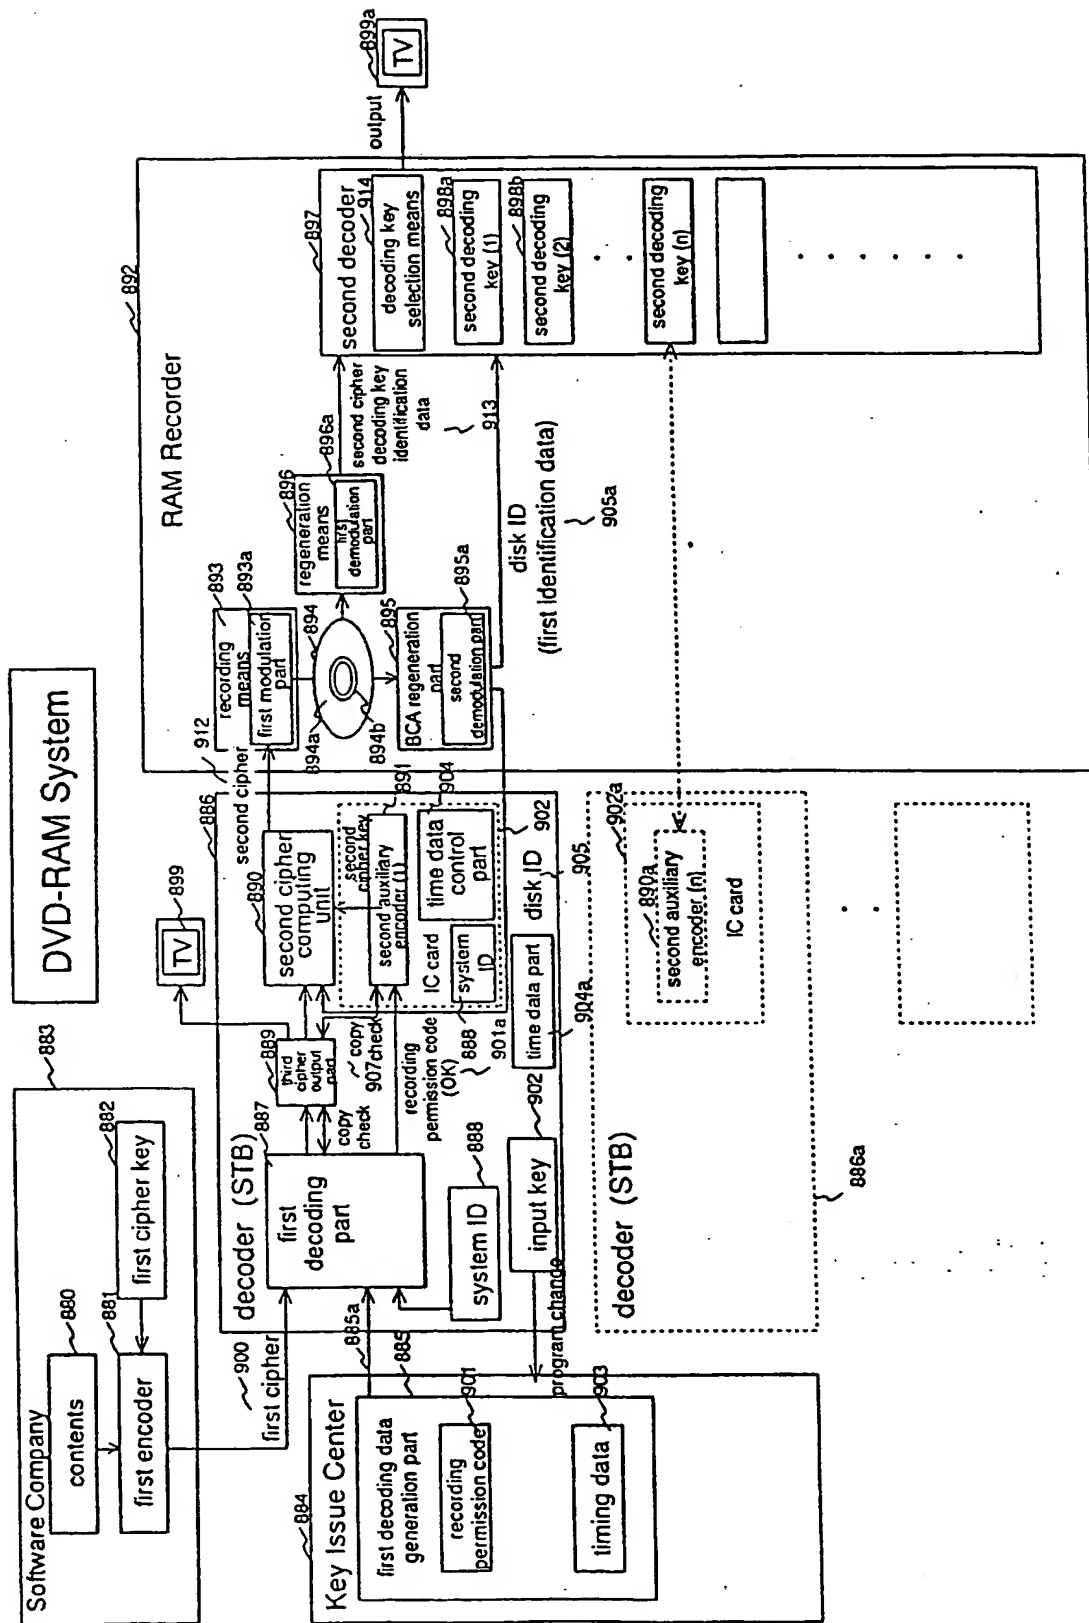 DVD-RAM System
Software Company
883
contents
880
first encoder
881
first cipher key
882
900
first cipher
Key Issue Center
884
first decoding data
generation part
885
885a
recording
permission code
901
timing data
903
program change
decoder (STB)
886
first
decoding
part
887
system ID
888
input key
902
copy
check
third
cipher
output
part
889
TV
899
copy
check
907
recording
permission code
(OK)
901a
second cipher
computing
unit
890
second cipher key
second auxiliary
encoder (1)
891
IC card
system
ID
888
time data
control
part
904
902
disk ID
905
time data part
904a
second cipher
912
decoder (STB)
886a
second auxiliary
encoder (n)
890a
IC card
902a
RAM Recorder
892
recording
means
893
first modulation
part
893a
894
894a
894b
BCA regeneration
part
895
second
demodulation part
895a
regeneration
means
896
first
demodulation
part
896a
second cipher
decoding key
identification
data
913
disk ID
(first identification data)
905a
second decoder
897
decoding key
selection means
914
second decoding
key (1)
898a
second decoding
key (2)
898b
second decoding
key (n)
output
TV
899a